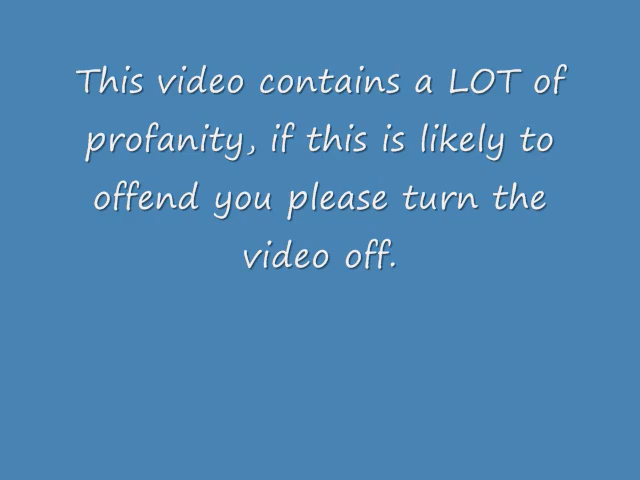 This video contains a LOT of
profanity, if this is likely to
offend you please turn the
video off.